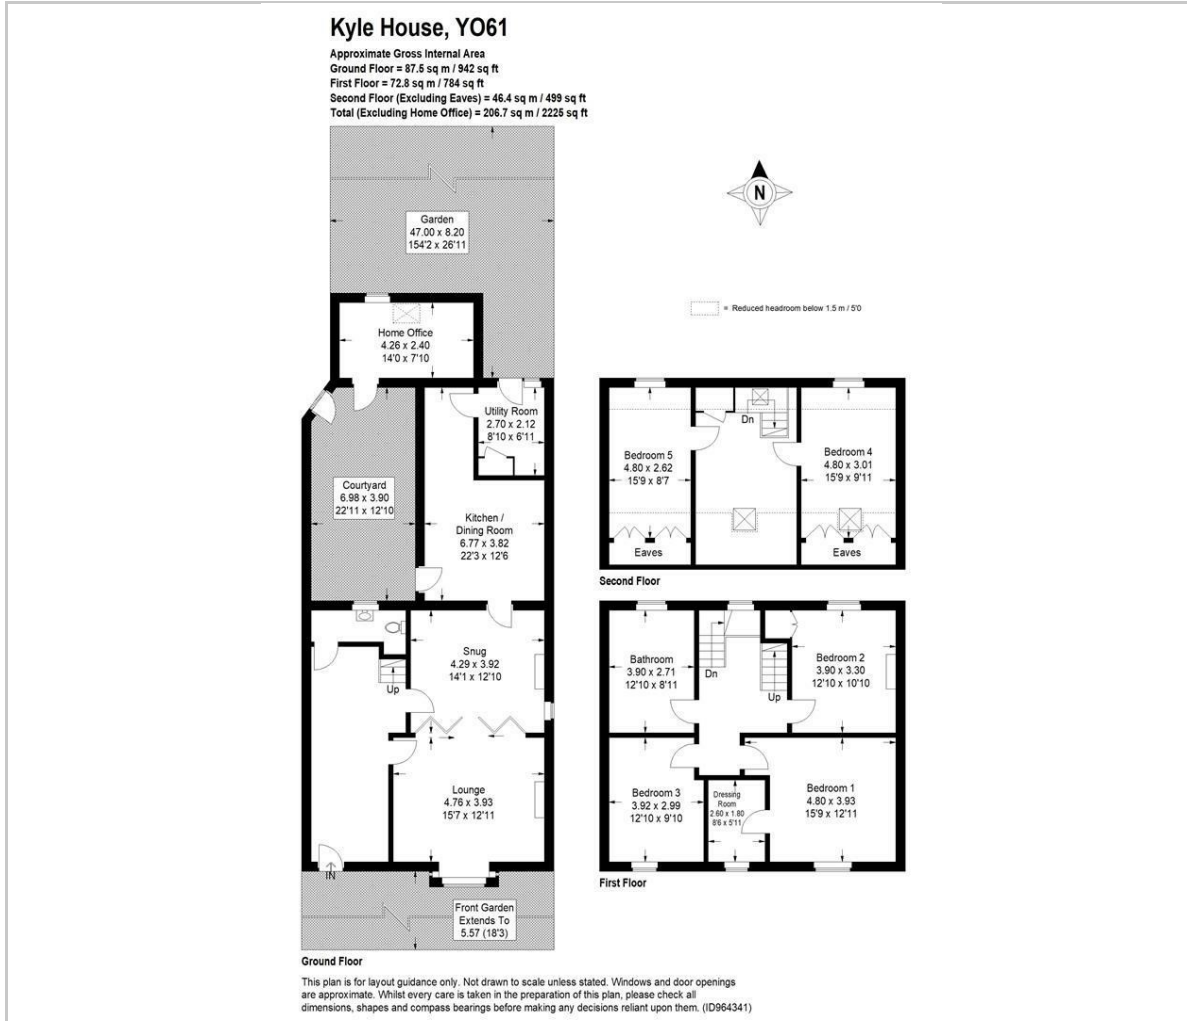 Kyle House, YO61
Approximate Gross Internal Area
Ground Floor = 87.5 sq m / 942 sq ft
First Floor = 72.8 sq m / 784 sq ft
Second Floor (Excluding Eaves) = 46.4 sq m / 499 sq ft
Total (Excluding Home Office) = 206.7 sq m / 2225 sq ft
N
Garden
47.00 x 8.20
154'2 x 26'11
= Reduced headroom below 1.5 m / 5'0
Home Office
4.26 x 2.40
14'0 x 7'10
Utility Room
2.70 x 2.12
8'10 x 6'11
Courtyard
6.98 x 3.90
22'11 x 12'10
Kitchen /
Dining Room
6.77 x 3.82
22'3 x 12'6
Snug
4.29 x 3.92
14'1 x 12'10
Up
Lounge
4.76 x 3.93
15'7 x 12'11
IN
Front Garden
Extends To
5.57 (18'3)
Ground Floor
Dn
Bedroom 5
4.80 x 2.62
15'9 x 8'7
Bedroom 4
4.80 x 3.01
15'9 x 9'11
Eaves
Eaves
Second Floor
Bathroom
3.90 x 2.71
12'10 x 8'11
Dn
Up
Bedroom 2
3.90 x 3.30
12'10 x 10'10
Bedroom 3
3.92 x 2.99
12'10 x 9'10
Dressing
Room
2.60 x 1.80
8'6 x 5'11
Bedroom 1
4.80 x 3.93
15'9 x 12'11
First Floor
This plan is for layout guidance only. Not drawn to scale unless stated. Windows and door openings
are approximate. Whilst every care is taken in the preparation of this plan, please check all
dimensions, shapes and compass bearings before making any decisions reliant upon them. (ID964341)